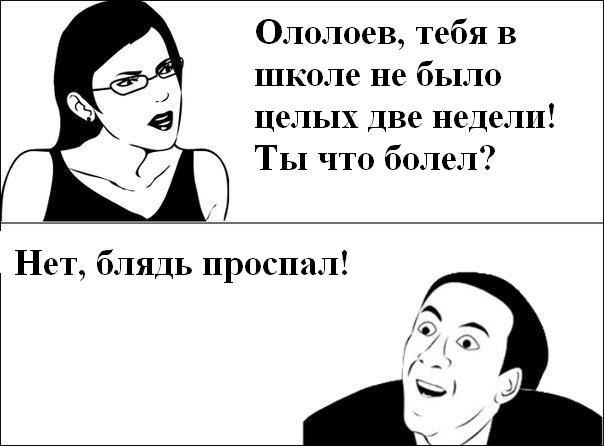 Ололоев, тебя в
школе не было
целых две недели!
Ты что болел?
Нет, блядь проспал!